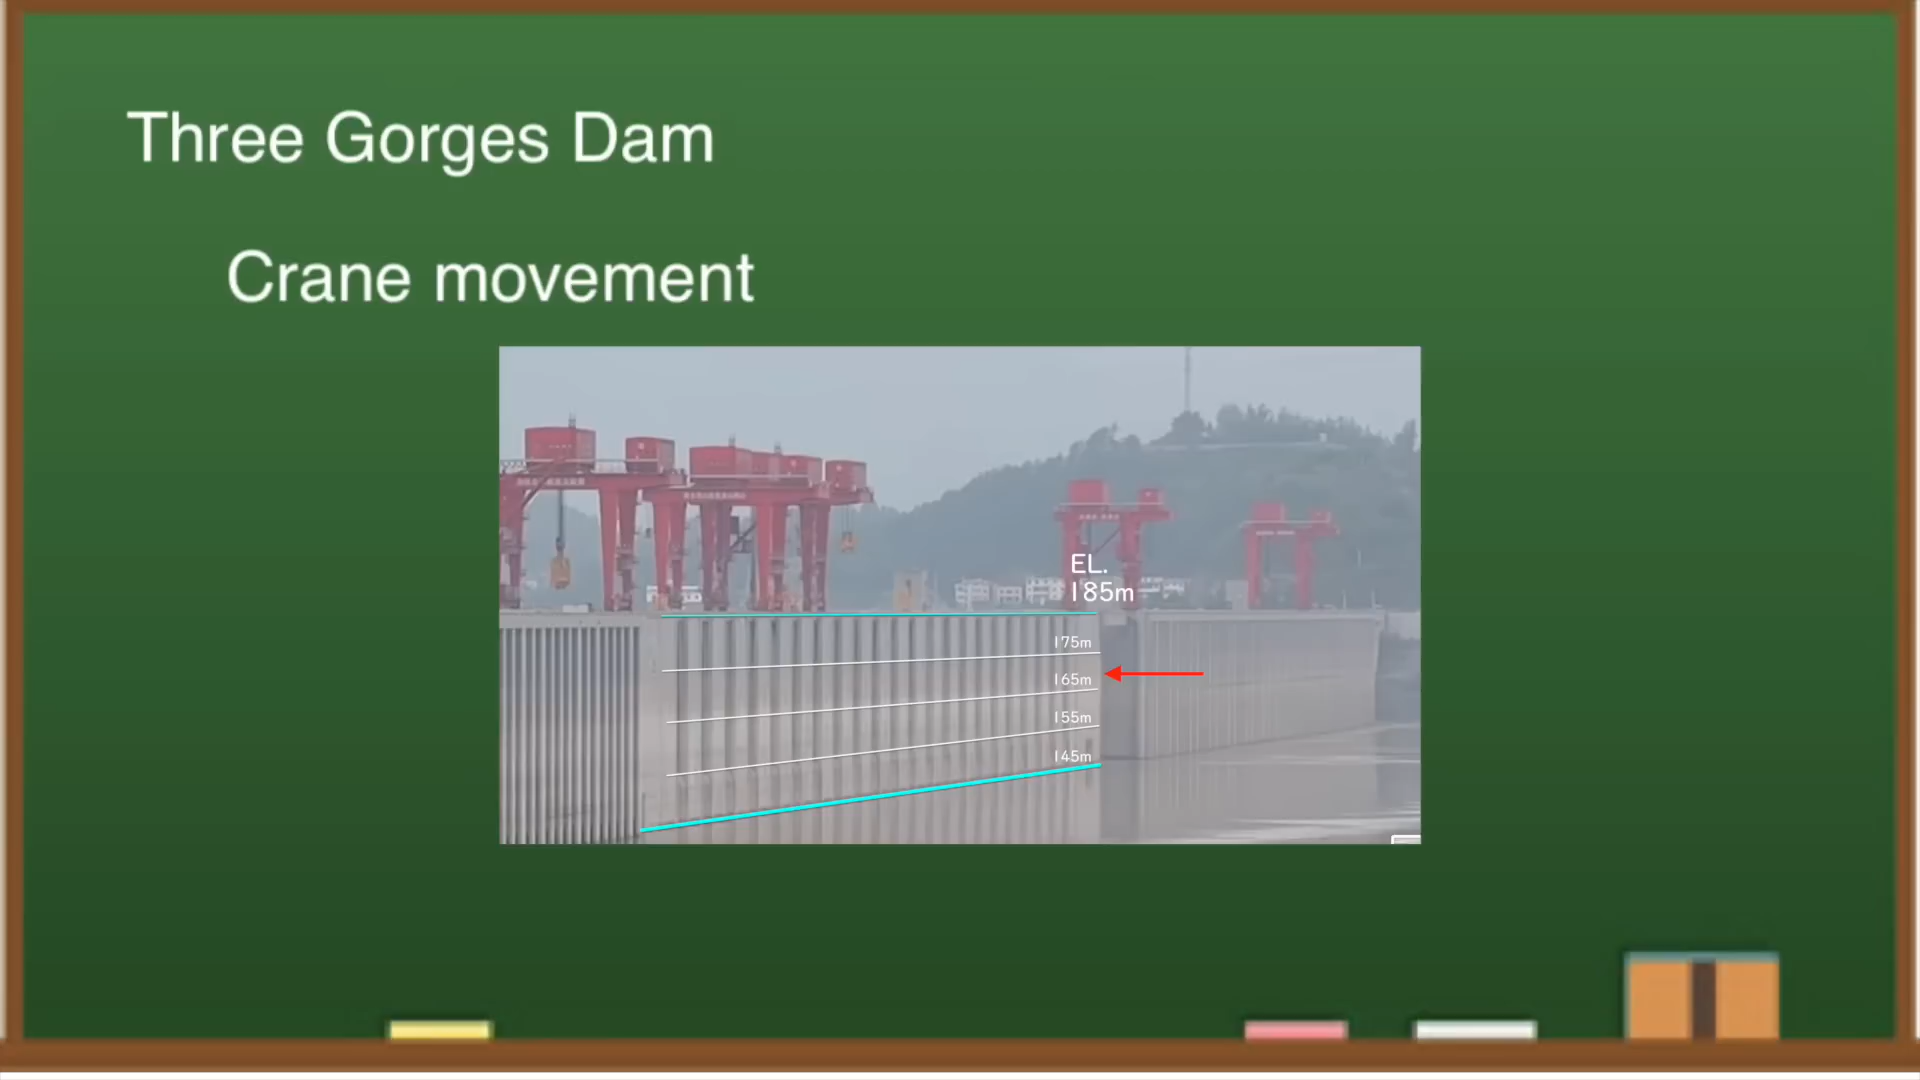 Three Gorges Dam
Crane movement
EL.
185m
175m
165m
155m
145m